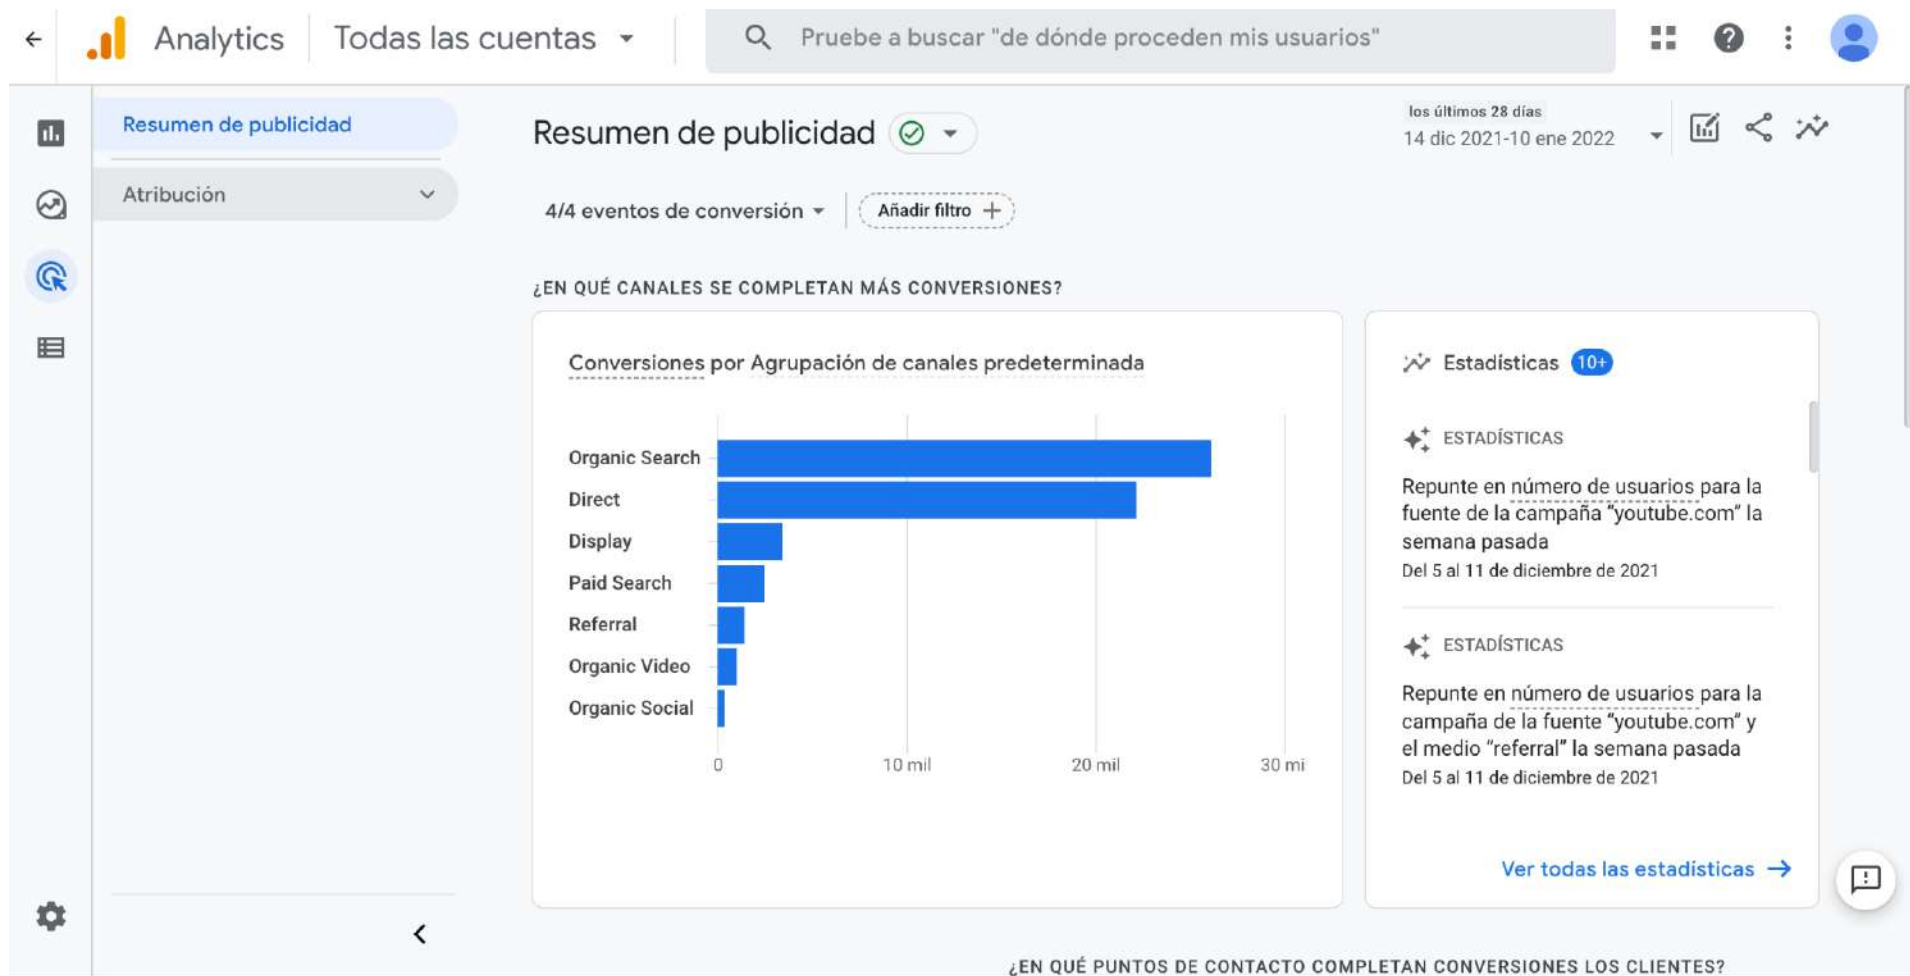 Analytics
Todas las cuentas
Pruebe a buscar "de dónde proceden mis usuarios"
Resumen de publicidad
Atribución
Resumen de publicidad
los últimos 28 días
14 dic 2021-10 ene 2022
4/4 eventos de conversión
Añadir filtro
¿EN QUÉ CANALES SE COMPLETAN MÁS CONVERSIONES?
Conversiones por Agrupación de canales predeterminada
Organic Search
Direct
Display
Paid Search
Referral
Organic Video
Organic Social
0 10 mil 20 mil 30 mi
Estadísticas 10+
ESTADÍSTICAS
Repunte en número de usuarios para la
fuente de la campaña "youtube.com" la
semana pasada
Del 5 al 11 de diciembre de 2021
ESTADÍSTICAS
Repunte en número de usuarios para la
campaña de la fuente "youtube.com" y
el medio "referral" la semana pasada
Del 5 al 11 de diciembre de 2021
Ver todas las estadísticas
¿EN QUÉ PUNTOS DE CONTACTO COMPLETAN CONVERSIONES LOS CLIENTES?